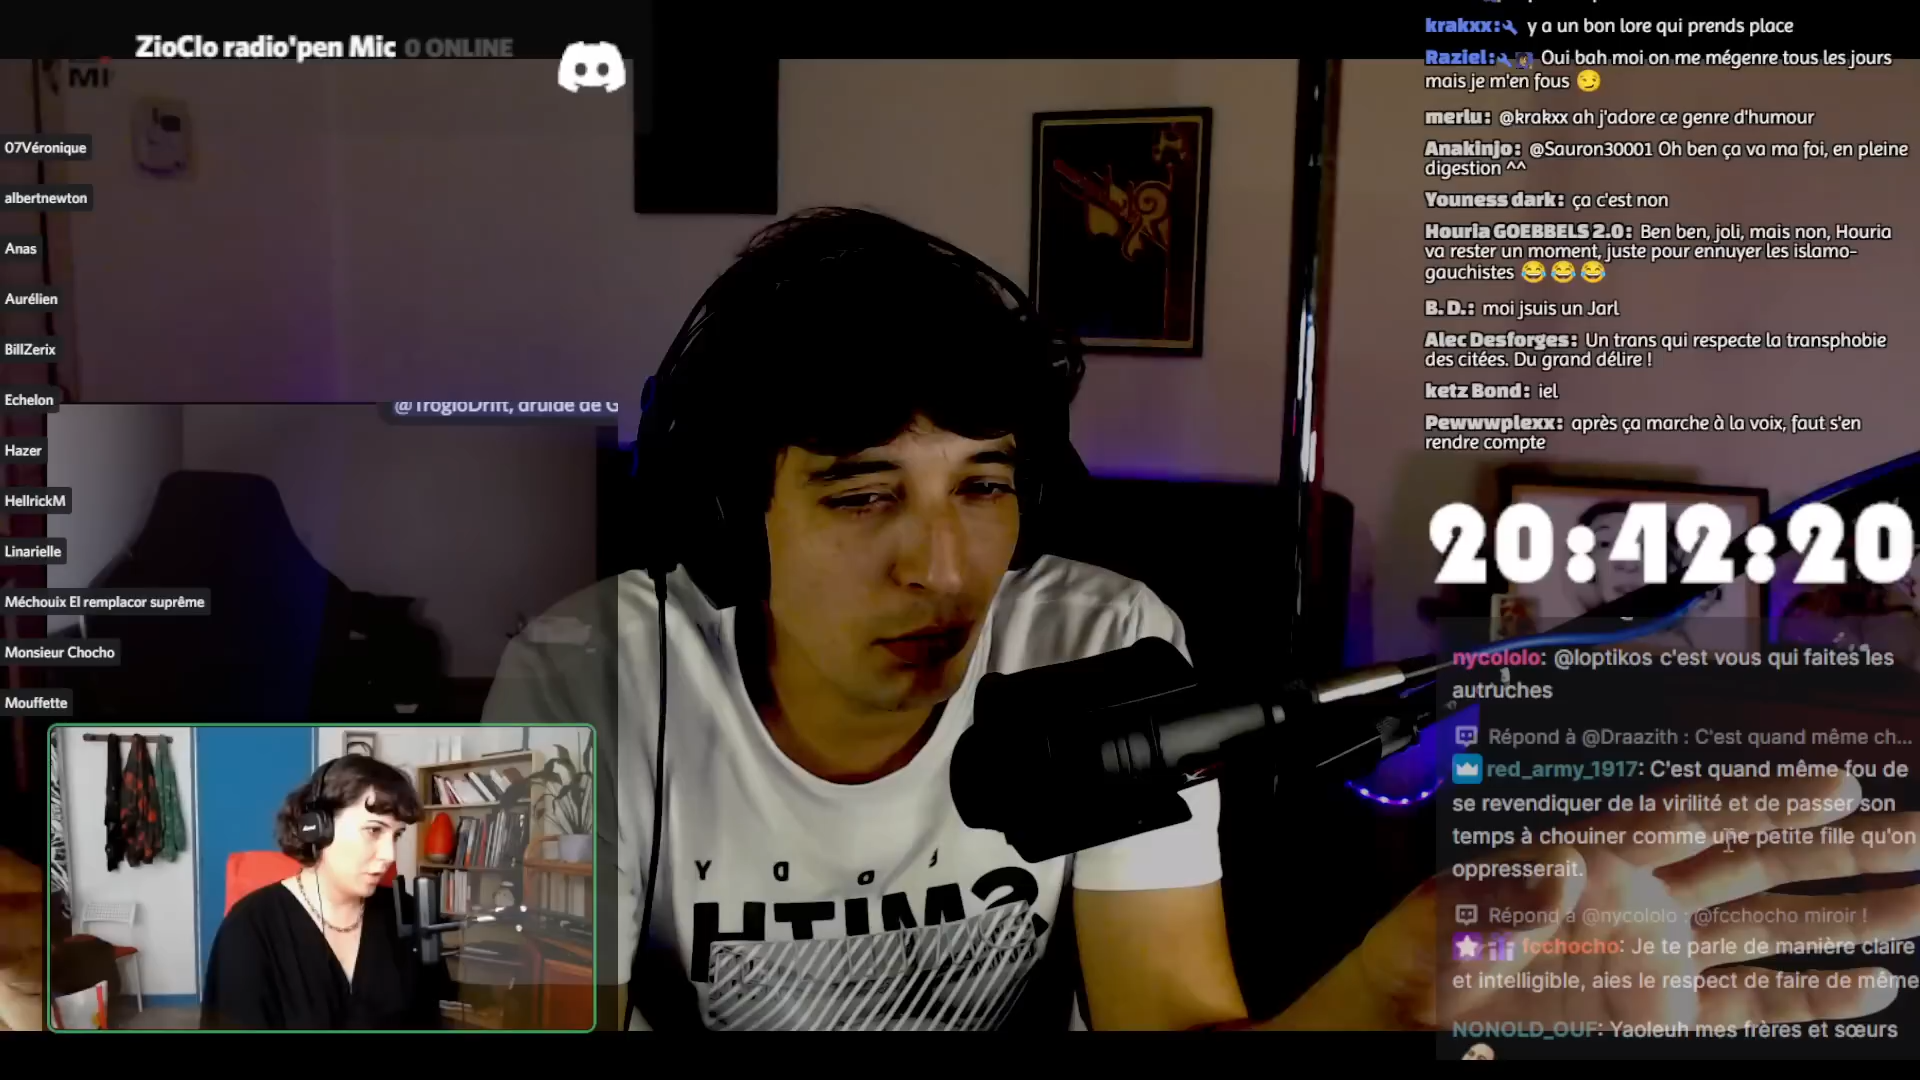 ZioClo radio'pen Mic 0 ONLINE
MI
07Véronique
albertnewton
Anas
Aurélien
BillZerix
Echelon
Hazer
HellrickM
Linarielle
Méchouix El remplacor suprême
Monsieur Chocho
Mouffette
@TrogloDrift, druide de G
krakxx: y a un bon lore qui prends place
Raziel: Oui bah moi on me mégenre tous les jours
mais je m'en fous 😏
merlu: @krakxx ah j'adore ce genre d'humour
Anakinjo: @Sauron30001 Oh ben ça va ma foi, en pleine
digestion ^^
Youness dark: ça c'est non
Houria GOEBBELS 2.0: Ben ben, joli, mais non, Houria
va rester un moment, juste pour ennuyer les islamo-
gauchistes 😂 😂 😂
B. D.: moi jsuis un Jarl
Alec Desforges: Un trans qui respecte la transphobie
des citées. Du grand délire !
ketz Bond: iel
Pewwwplexx: après ça marche à la voix, faut s'en
rendre compte
20:42:20
nycololo: @loptikos c'est vous qui faites les
autruches
Répond à @Draazith : C'est quand même ch...
red_army_1917: C'est quand même fou de
se revendiquer de la virilité et de passer son
temps à chouiner comme une petite fille qu'on
oppresserait.
Répond à @nycololo : @fcchocho miroir !
fcchocho: Je te parle de manière claire
et intelligible, aies le respect de faire de même
NONOLD_OUF: Yaoleuh mes frères et sœurs
HTIMS